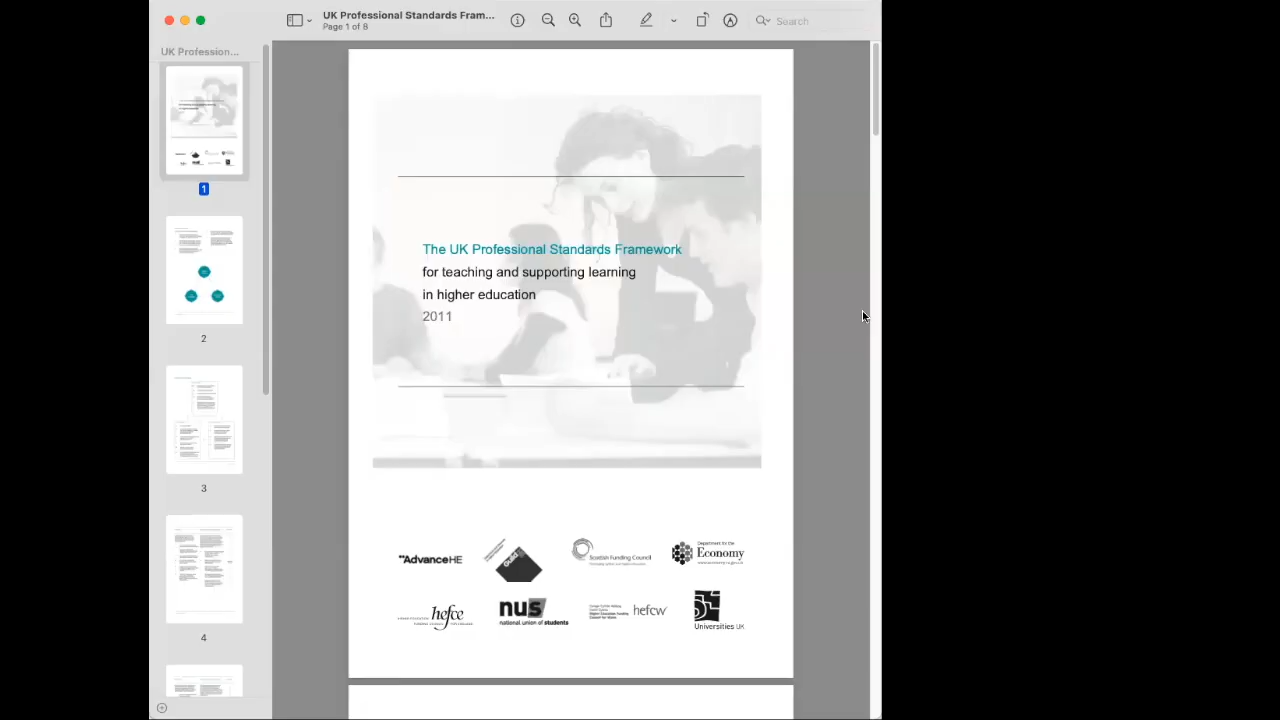 UK Professional Standards Fram...
Page 1 of 8
Search
UK Profession...
1
2
3
4
The UK Professional Standards Framework
for teaching and supporting learning
in higher education
2011
AdvanceHE
Guild
Scottish Funding Council
Department for the
Economy
hefce
nus
national union of students
hefcw
Universities UK